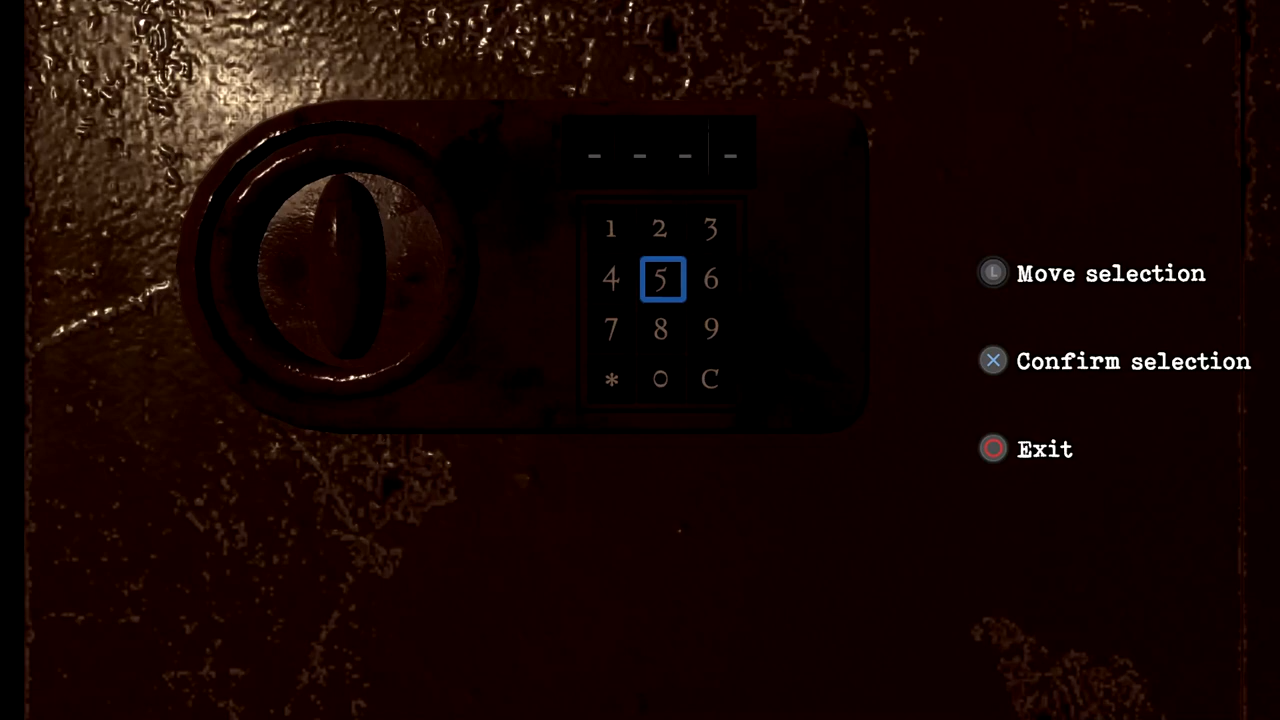 - - - -
1 2 3
4 5 6
7 8 9
* 0 C
L Move selection
Confirm selection
Exit